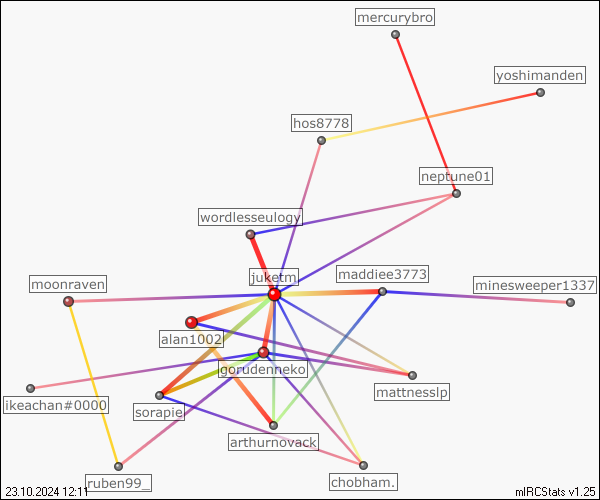 mercurybro
yoshimanden
hos8778
neptune01
wordlesseulogy
juketm
maddiee3773
moonraven
minesweeper1337
alan1002
gorudenneko
mattnesslp
ikeachan#0000
sorapie
arthurnovack
ruben99_
chobham.
23.10.2024 12:11
mIRCStats v1.25